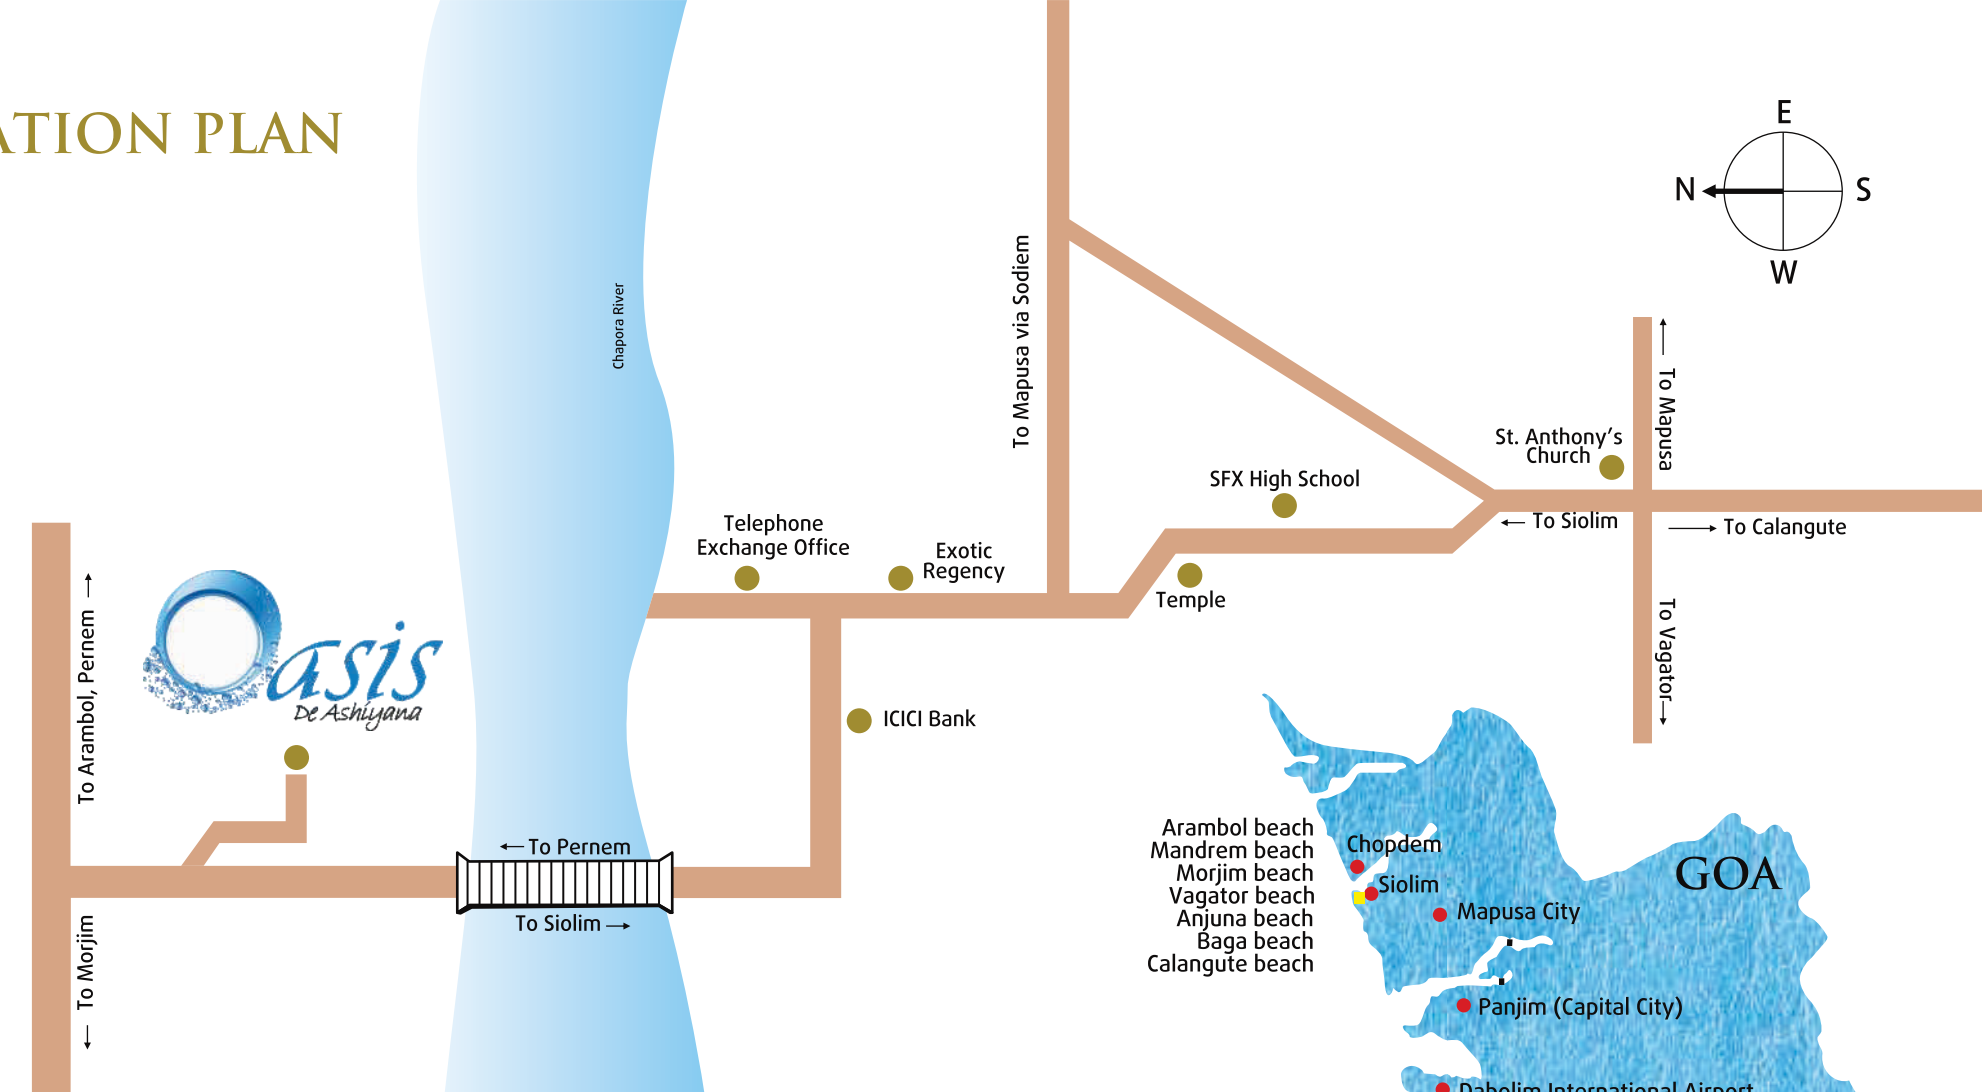 ATION PLAN
E
N
S
W
Chapora River
To Mapusa via Sodiem
To Mapusa
St. Anthony's
Church
SFX High School
To Siolim
To Calangute
Telephone
Exchange Office
Exotic
Regency
Temple
To Vagator
To Arambol, Pernem
Oasis
De Ashiyana
ICICI Bank
To Pernem
To Siolim
To Morjim
Arambol beach
Mandrem beach
Morjim beach
Vagator beach
Anjuna beach
Baga beach
Calangute beach
Chopdem
Siolim
GOA
Mapusa City
Panjim (Capital City)
Dabolim International Airport